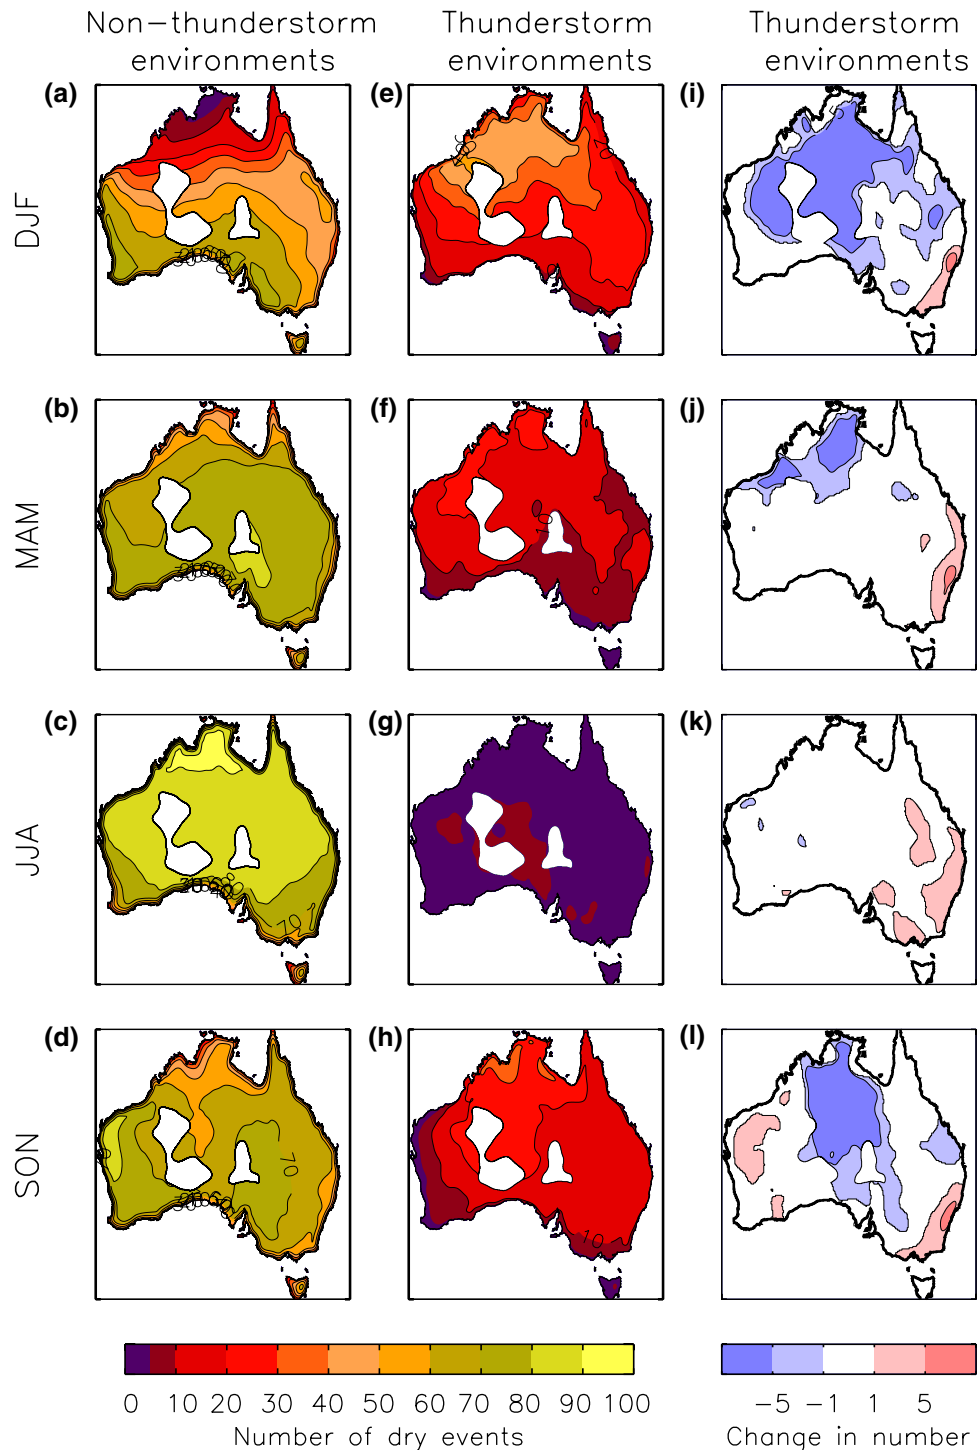 Non-thunderstorm environments
Thunderstorm environments
Thunderstorm environments
(a)
(e)
(i)
DJF
(b)
(f)
(j)
MAM
10
(c)
(g)
(k)
JJA
70
(d)
(h)
(l)
SON
70
10
0 10 20 30 40 50 60 70 80 90 100
Number of dry events
-5 -1 1 5
Change in number